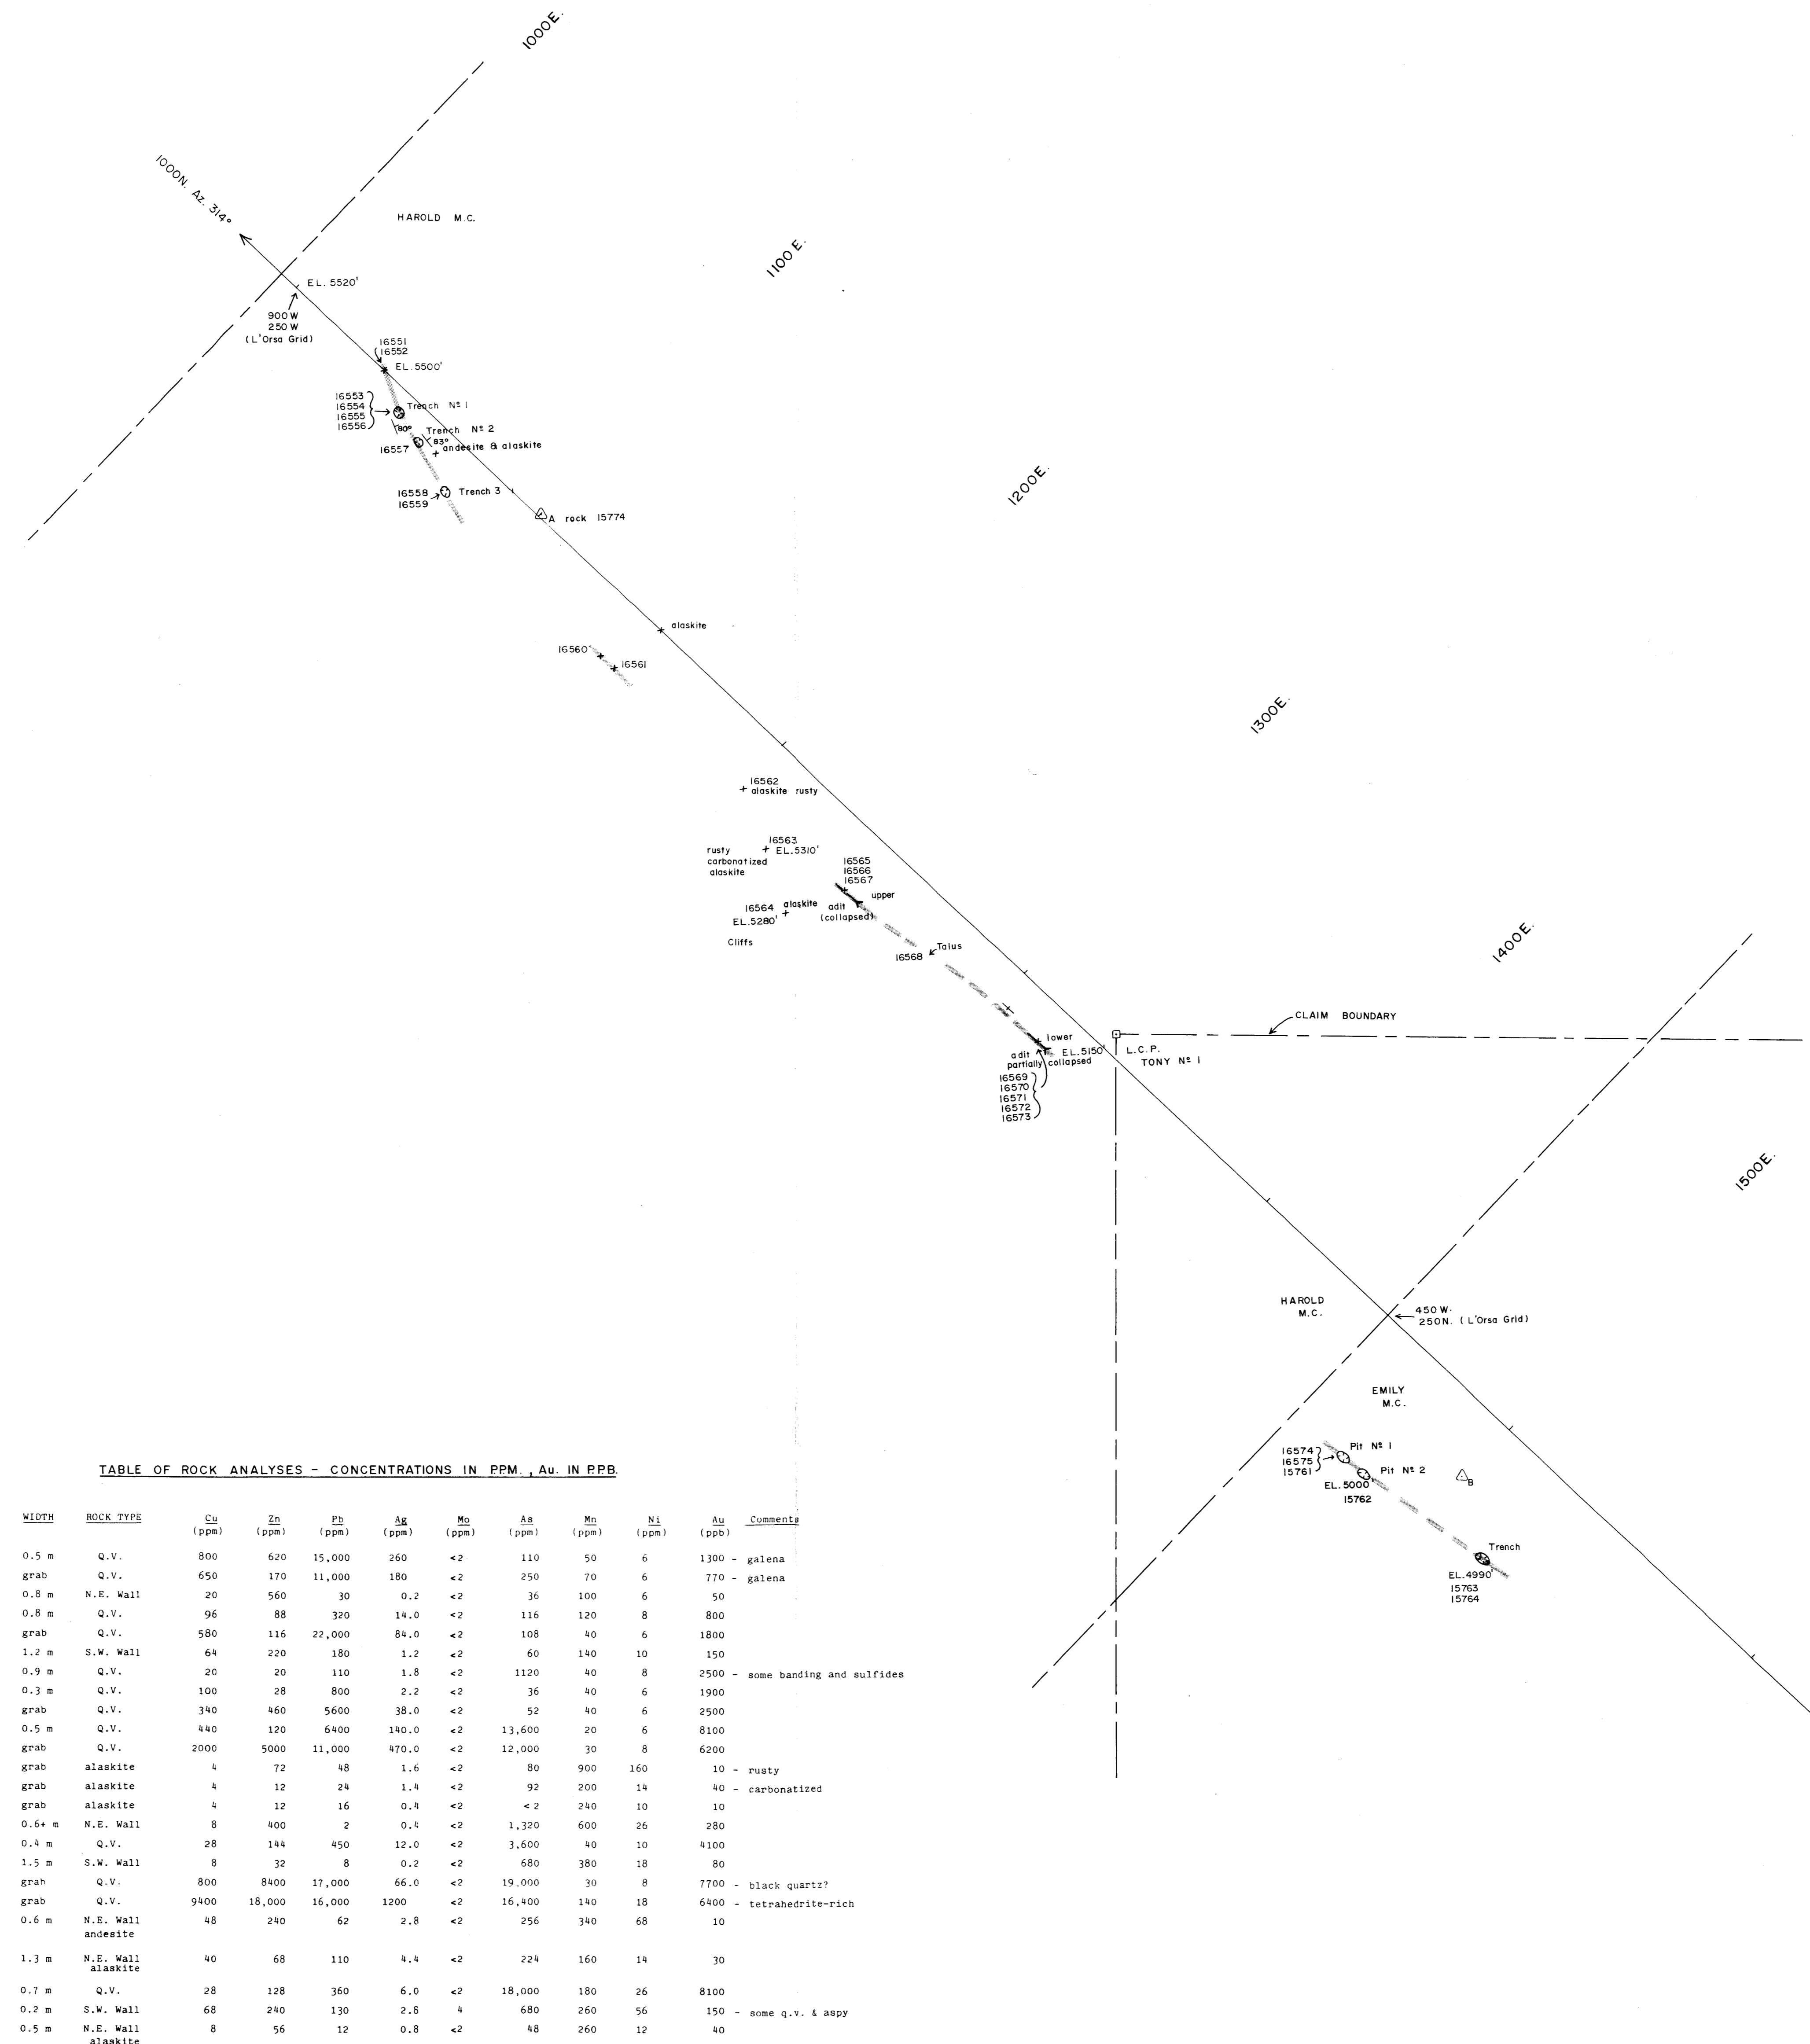 1000E.
1000N. Az. 314°
HAROLD M.C.
1100E.
EL. 5520'
900W
250W
(L'Orsa Grid)
16551
16552
EL. 5500'
16553
16554
16555
16556
Trench Nº 1
80°
Trench Nº 2
83°
16557
andesite & alaskite
16558
16559
Trench 3
A rock 15774
1200E.
alaskite
16560
16561
1300E.
16562
alaskite rusty
16563
EL. 5310'
rusty
carbonatized
alaskite
16565
16566
16567
upper
adit
(collapsed)
16564
alaskite
EL. 5280'
Cliffs
Talus
16568
1400E.
CLAIM BOUNDARY
lower
EL. 5150'
adit
partially collapsed
L.C.P.
TONY Nº 1
16569
16570
16571
16572
16573
1500E.
HAROLD
M.C.
450W.
250N. (L'Orsa Grid)
EMILY
M.C.
16574
16575
15761
Pit Nº 1
Pit Nº 2
EL. 5000
15762
B
Trench
EL. 4990'
15763
15764
TABLE OF ROCK ANALYSES - CONCENTRATIONS IN P.P.M., Au. IN P.P.B.
WIDTH ROCK TYPE Cu Zn Pb Ag Mo As Mn Ni Au Comments
(ppm) (ppm) (ppm) (ppm) (ppm) (ppm) (ppm) (ppm) (ppb)
0.5 m Q.V. 800 620 15,000 260 <2 110 50 6 1300 - galena
grab Q.V. 650 170 11,000 180 <2 250 70 6 770 - galena
0.8 m N.E. Wall 20 560 30 0.2 <2 36 100 6 50
0.8 m Q.V. 96 88 320 14.0 <2 116 120 8 800
grab Q.V. 580 116 22,000 84.0 <2 108 40 6 1800
1.2 m S.W. Wall 64 220 180 1.2 <2 60 140 10 150
0.9 m Q.V. 20 20 110 1.8 <2 1120 40 8 2500 - some banding and sulfides
0.3 m Q.V. 100 28 800 2.2 <2 36 40 6 1900
grab Q.V. 340 460 5600 38.0 <2 52 40 6 2500
0.5 m Q.V. 440 120 6400 140.0 <2 13,600 20 6 8100
grab Q.V. 2000 5000 11,000 470.0 <2 12,000 30 8 6200
grab alaskite 4 72 48 1.6 <2 80 900 160 10 - rusty
grab alaskite 4 12 24 1.4 <2 92 200 14 40 - carbonatized
grab alaskite 4 12 16 0.4 <2 < 2 240 10 10
0.6+ m N.E. Wall 8 400 2 0.4 <2 1,320 600 26 280
0.4 m Q.V. 28 144 450 12.0 <2 3,600 40 10 4100
1.5 m S.W. Wall 8 32 8 0.2 <2 680 380 18 80
grab Q.V. 800 8400 17,000 66.0 <2 19,000 30 8 7700 - black quartz?
grab Q.V. 9400 18,000 16,000 1200 <2 16,400 140 18 6400 - tetrahedrite-rich
0.6 m N.E. Wall 48 240 62 2.8 <2 256 340 68 10
andesite
1.3 m N.E. Wall 40 68 110 4.4 <2 224 160 14 30
alaskite
0.7 m Q.V. 28 128 360 6.0 <2 18,000 180 26 8100
0.2 m S.W. Wall 68 240 130 2.8 4 680 260 56 150 - some q.v. & aspy
0.5 m N.E. Wall 8 56 12 0.8 <2 48 260 12 40
alaskite